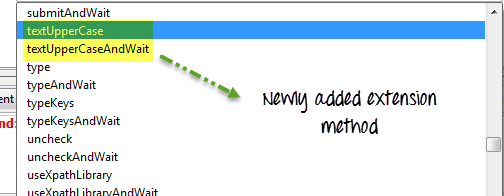 submitAndWait
textUpperCase
textUpperCaseAndWait
type
typeAndWait
typeKeys
typeKeysAndWait
uncheck
uncheckAndWait
useXpathLibrary
useXpathLibraryAndWait
Newly added extension
method